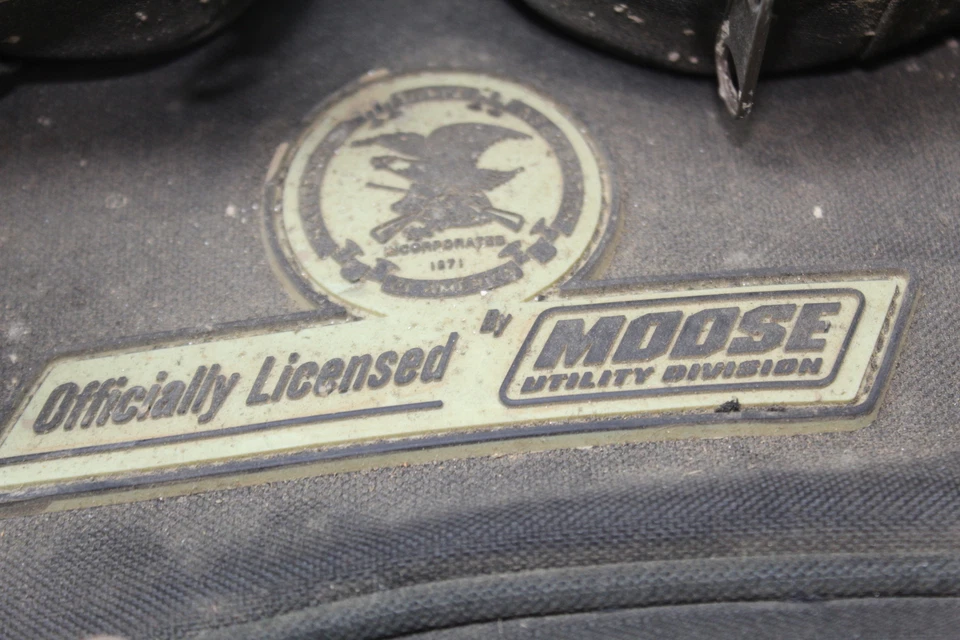 INCORPORATED
1871
Officially Licensed By
MOOSE
UTILITY DIVISION